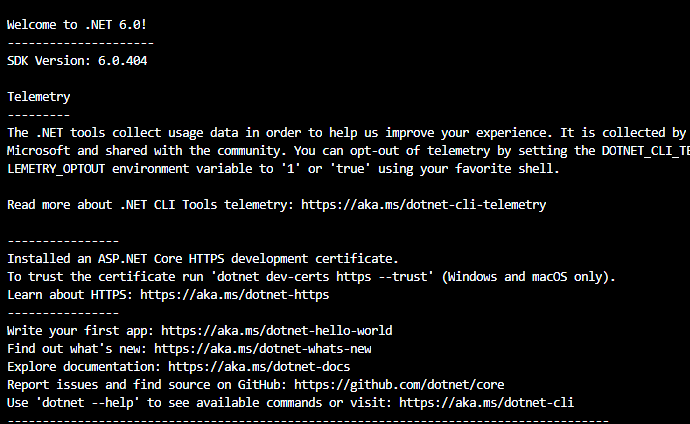 Welcome to .NET 6.0!
---------------------
SDK Version: 6.0.404
Telemetry
---------
The .NET tools collect usage data in order to help us improve your experience. It is collected by
Microsoft and shared with the community. You can opt-out of telemetry by setting the DOTNET_CLI_TE
LEMETRY_OPTOUT environment variable to '1' or 'true' using your favorite shell.
Read more about .NET CLI Tools telemetry: https://aka.ms/dotnet-cli-telemetry
----------------
Installed an ASP.NET Core HTTPS development certificate.
To trust the certificate run 'dotnet dev-certs https --trust' (Windows and macOS only).
Learn about HTTPS: https://aka.ms/dotnet-https
----------------
Write your first app: https://aka.ms/dotnet-hello-world
Find out what's new: https://aka.ms/dotnet-whats-new
Explore documentation: https://aka.ms/dotnet-docs
Report issues and find source on GitHub: https://github.com/dotnet/core
Use 'dotnet --help' to see available commands or visit: https://aka.ms/dotnet-cli
--------------------------------------------------------------------------------------